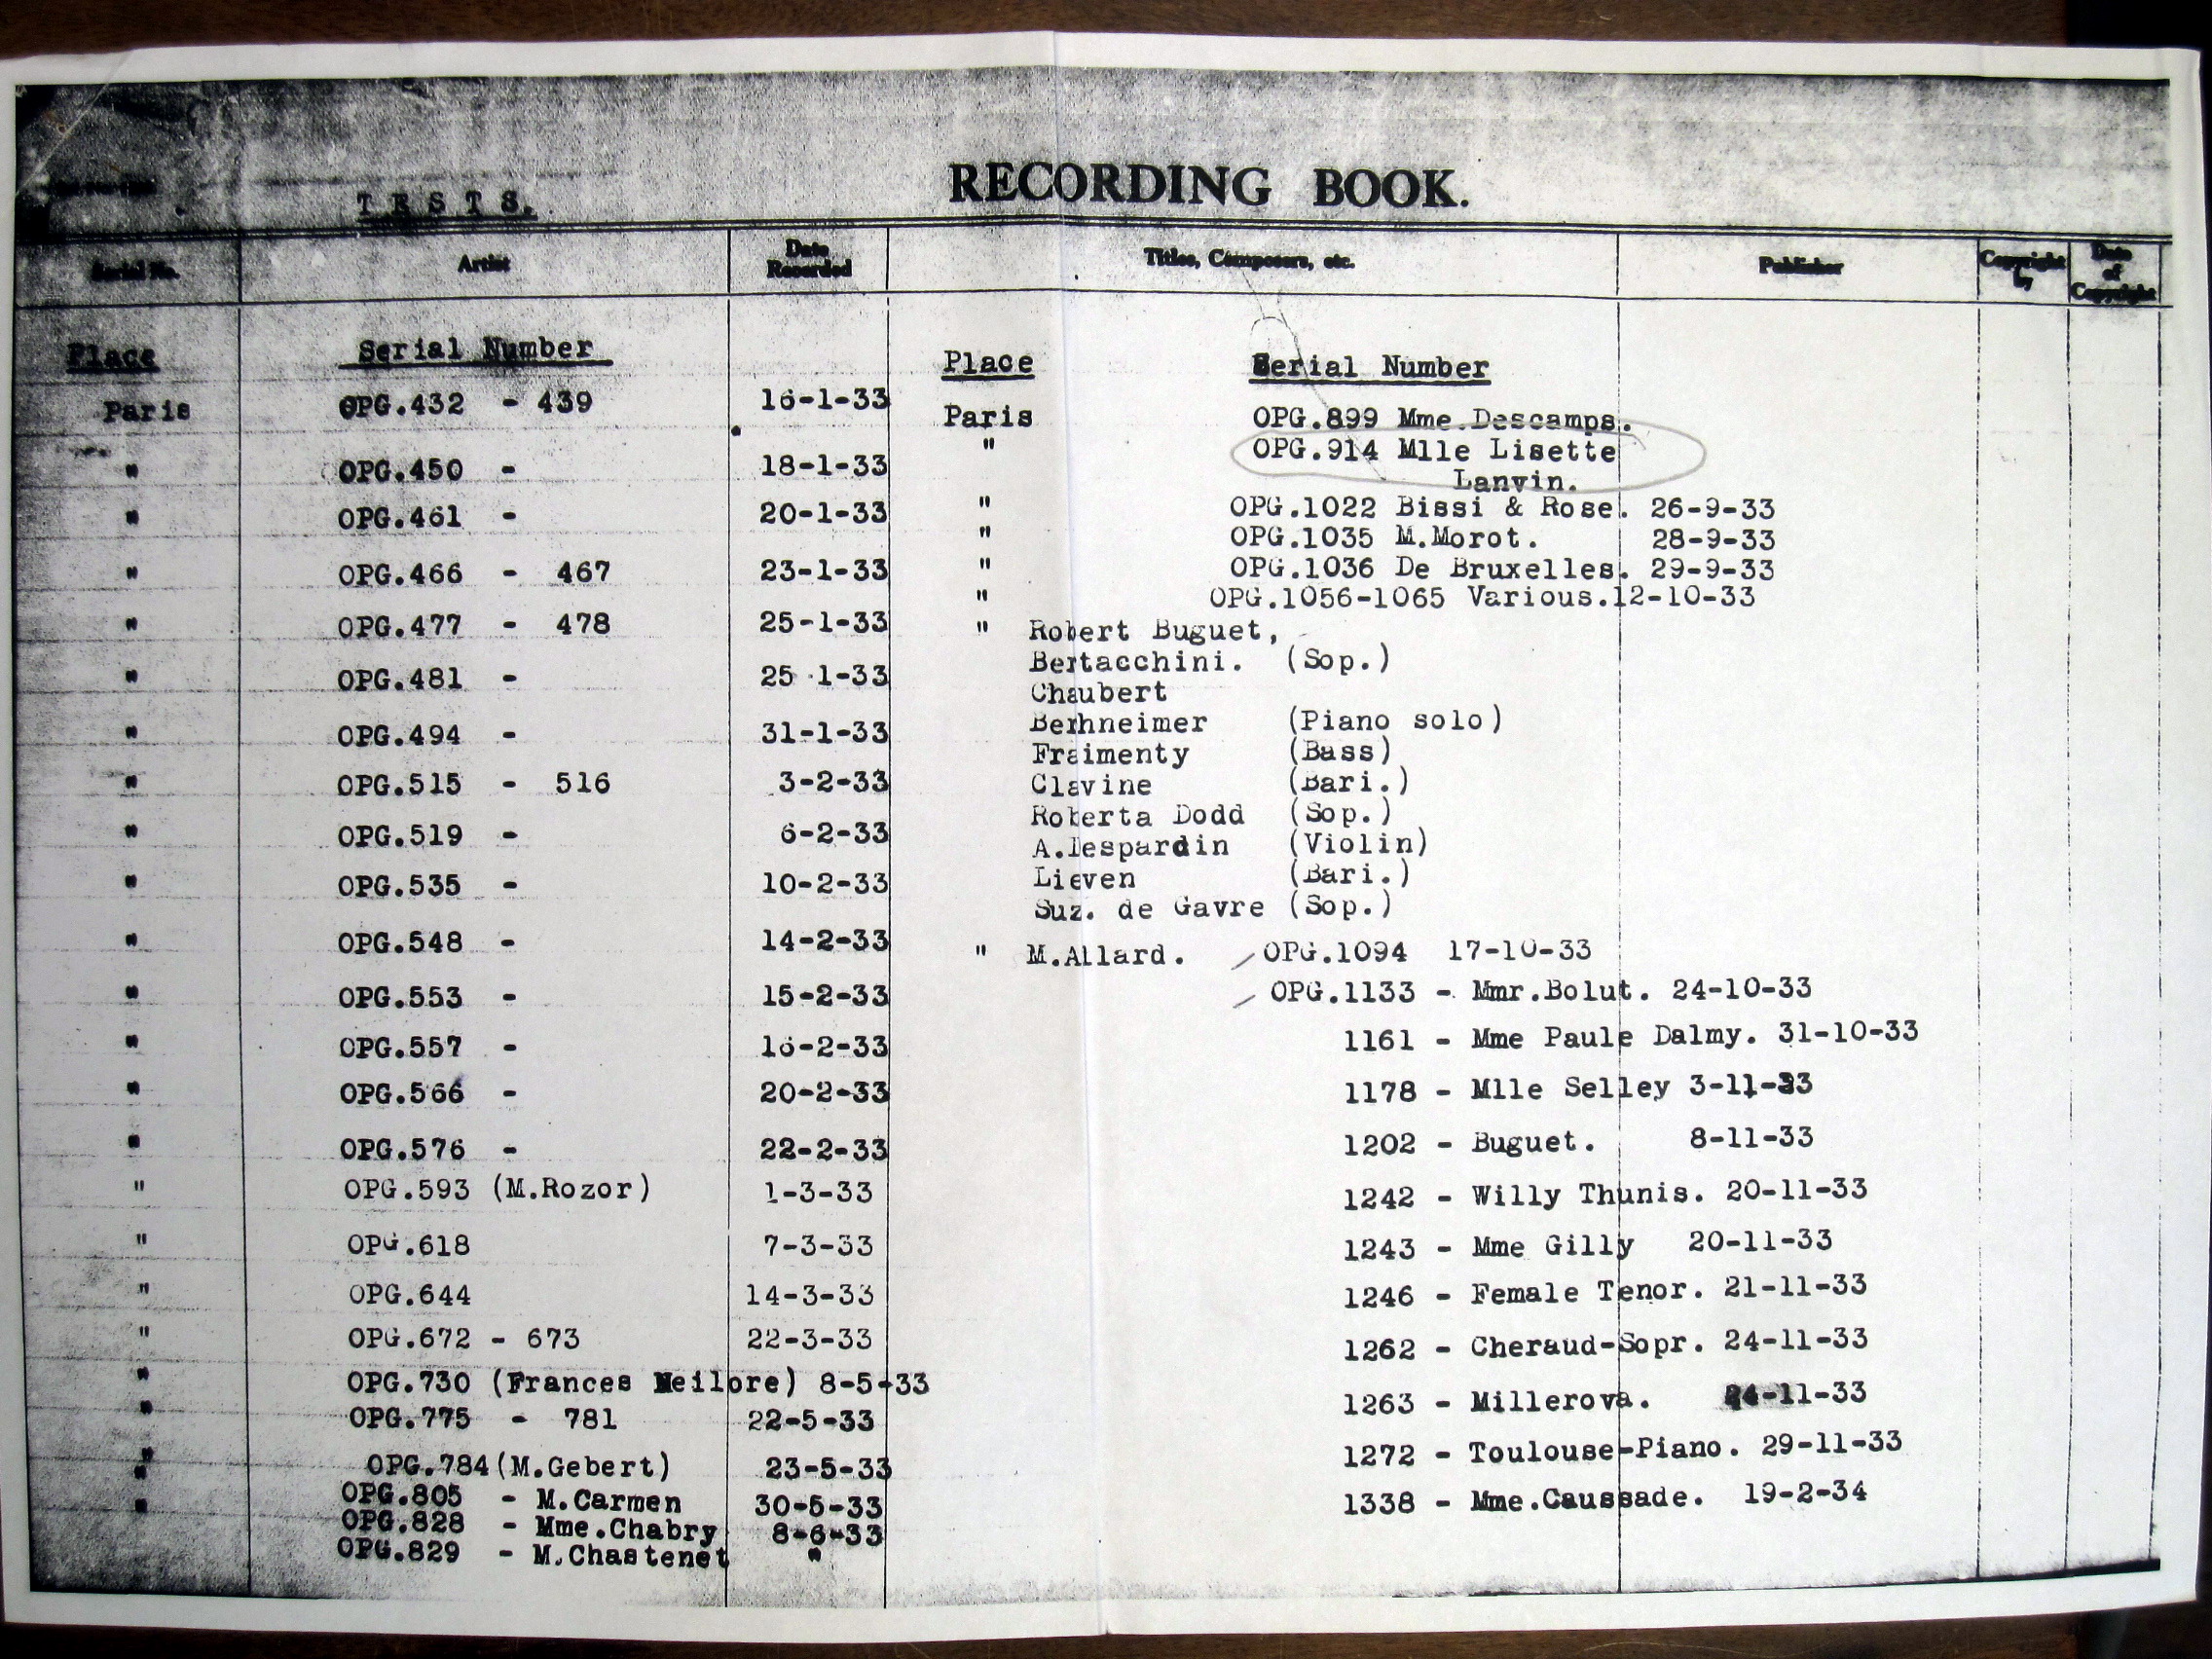 TESTS.
RECORDING BOOK.
Serial No.
Artist
Date Recorded
Titles, Composers, etc.
Publisher
Copyright by
Date of Copyright
Place Serial Number
Paris OPG.432 - 439 16-1-33
" OPG.450 - 18-1-33
" OPG.461 - 20-1-33
" OPG.466 - 467 23-1-33
" OPG.477 - 478 25-1-33
" OPG.481 - 25 1-33
" OPG.494 - 31-1-33
" OPG.515 - 516 3-2-33
" OPG.519 - 6-2-33
" OPG.535 - 10-2-33
" OPG.548 - 14-2-33
" OPG.553 - 15-2-33
" OPG.557 - 16-2-33
" OPG.566 - 20-2-33
" OPG.576 - 22-2-33
" OPG.593 (M.Rozor) 1-3-33
" OPG.618 7-3-33
" OPG.644 14-3-33
" OPG.672 - 673 22-3-33
" OPG.730 (Frances Neilore) 8-5-33
" OPG.775 - 781 22-5-33
" OPG.784(M.Gebert) 23-5-33
" OPG.805 - M.Carmen 30-5-33
" OPG.828 - Mme.Chabry 8-6-33
OPG.829 - M.Chastenet "
Place Serial Number
Paris OPG.899 Mme.Descamps.
" OPG.914 Mlle Lisette
Lanvin.
" OPG.1022 Bissi & Rose. 26-9-33
" OPG.1035 M.Morot. 28-9-33
" OPG.1036 De Bruxelles. 29-9-33
" OPG.1056-1065 Various.12-10-33
" Robert Buguet,
Bertacchini. (Sop.)
Chaubert
Bernheimer (Piano solo)
Fraimenty (Bass)
Clavine (Bari.)
Roberta Dodd (Sop.)
A.lespardin (Violin)
Lieven (Bari.)
Suz. de Gavre (Sop.)
" M.Allard. OPG.1094 17-10-33
OPG.1133 - Mmr.Bolut. 24-10-33
1161 - Mme Paule Dalmy. 31-10-33
1178 - Mlle Selley 3-11-33
1202 - Buguet. 8-11-33
1242 - Willy Thunis. 20-11-33
1243 - Mme Gilly 20-11-33
1246 - Female Tenor. 21-11-33
1262 - Cheraud-Sopr. 24-11-33
1263 - Millerova. 24-11-33
1272 - Toulouse-Piano. 29-11-33
1338 - Mme.Caussade. 19-2-34